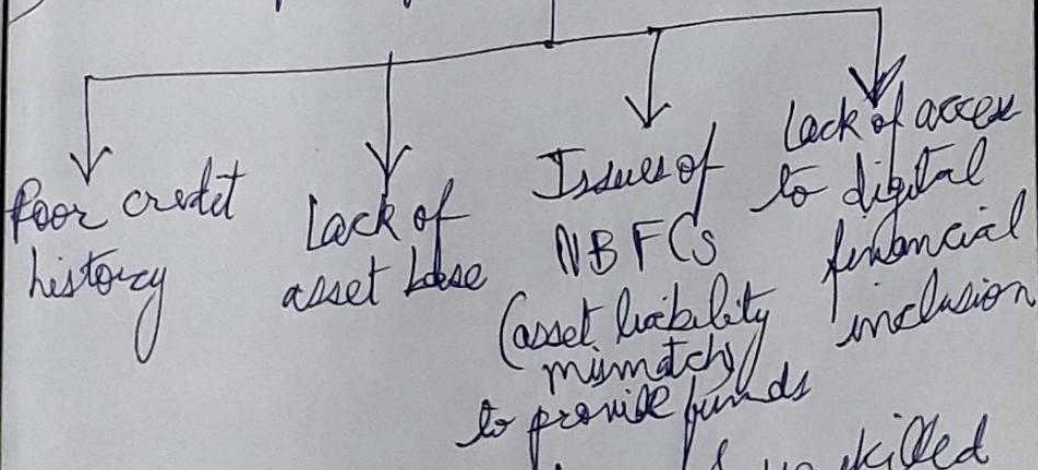 Poor credit
history
Lack of
asset base
Issues of
NBFCs
(asset liability
mismatch)
to provide funds
Lack of access
to digital
financial
inclusion
skilled